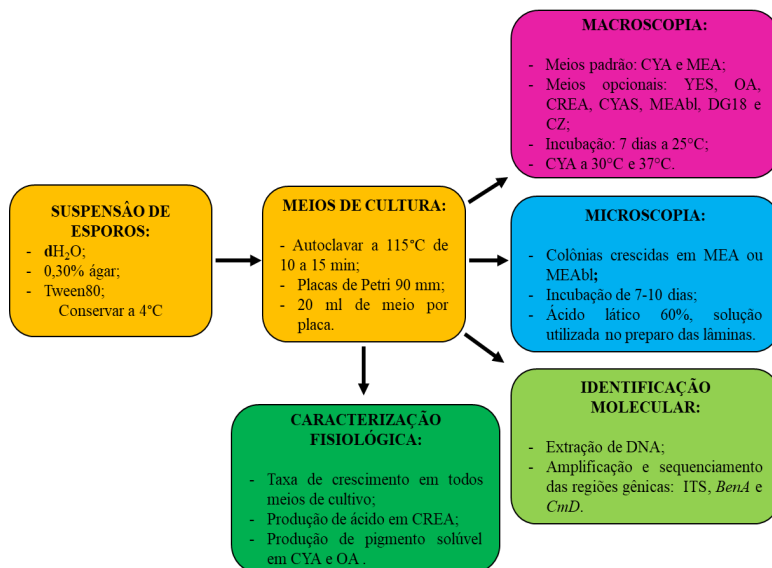 SUSPENSÂO DE
ESPOROS:
- dH₂O;
- 0,30% ágar;
- Tween80;
Conservar a 4°C
MEIOS DE CULTURA:
- Autoclavar a 115°C de
10 a 15 min;
- Placas de Petri 90 mm;
- 20 ml de meio por
placa.
MACROSCOPIA:
- Meios padrão: CYA e MEA;
- Meios opcionais: YES, OA,
CREA, CYAS, MEAbl, DG18 e
CZ;
- Incubação: 7 dias a 25°C;
- CYA a 30°C e 37°C.
MICROSCOPIA:
- Colônias crescidas em MEA ou
MEAbl;
- Incubação de 7-10 dias;
- Ácido lático 60%, solução
utilizada no preparo das lâminas.
IDENTIFICAÇÃO
MOLECULAR:
- Extração de DNA;
- Amplificação e sequenciamento
das regiões gênicas: ITS, BenA e
CmD.
CARACTERIZAÇÃO
FISIOLÓGICA:
- Taxa de crescimento em todos
meios de cultivo;
- Produção de ácido em CREA;
- Produção de pigmento solúvel
em CYA e OA .